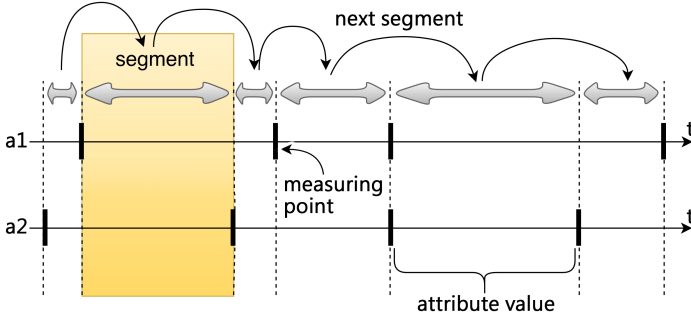 next segment
segment
a1
t
measuring
point
a2
t
attribute value